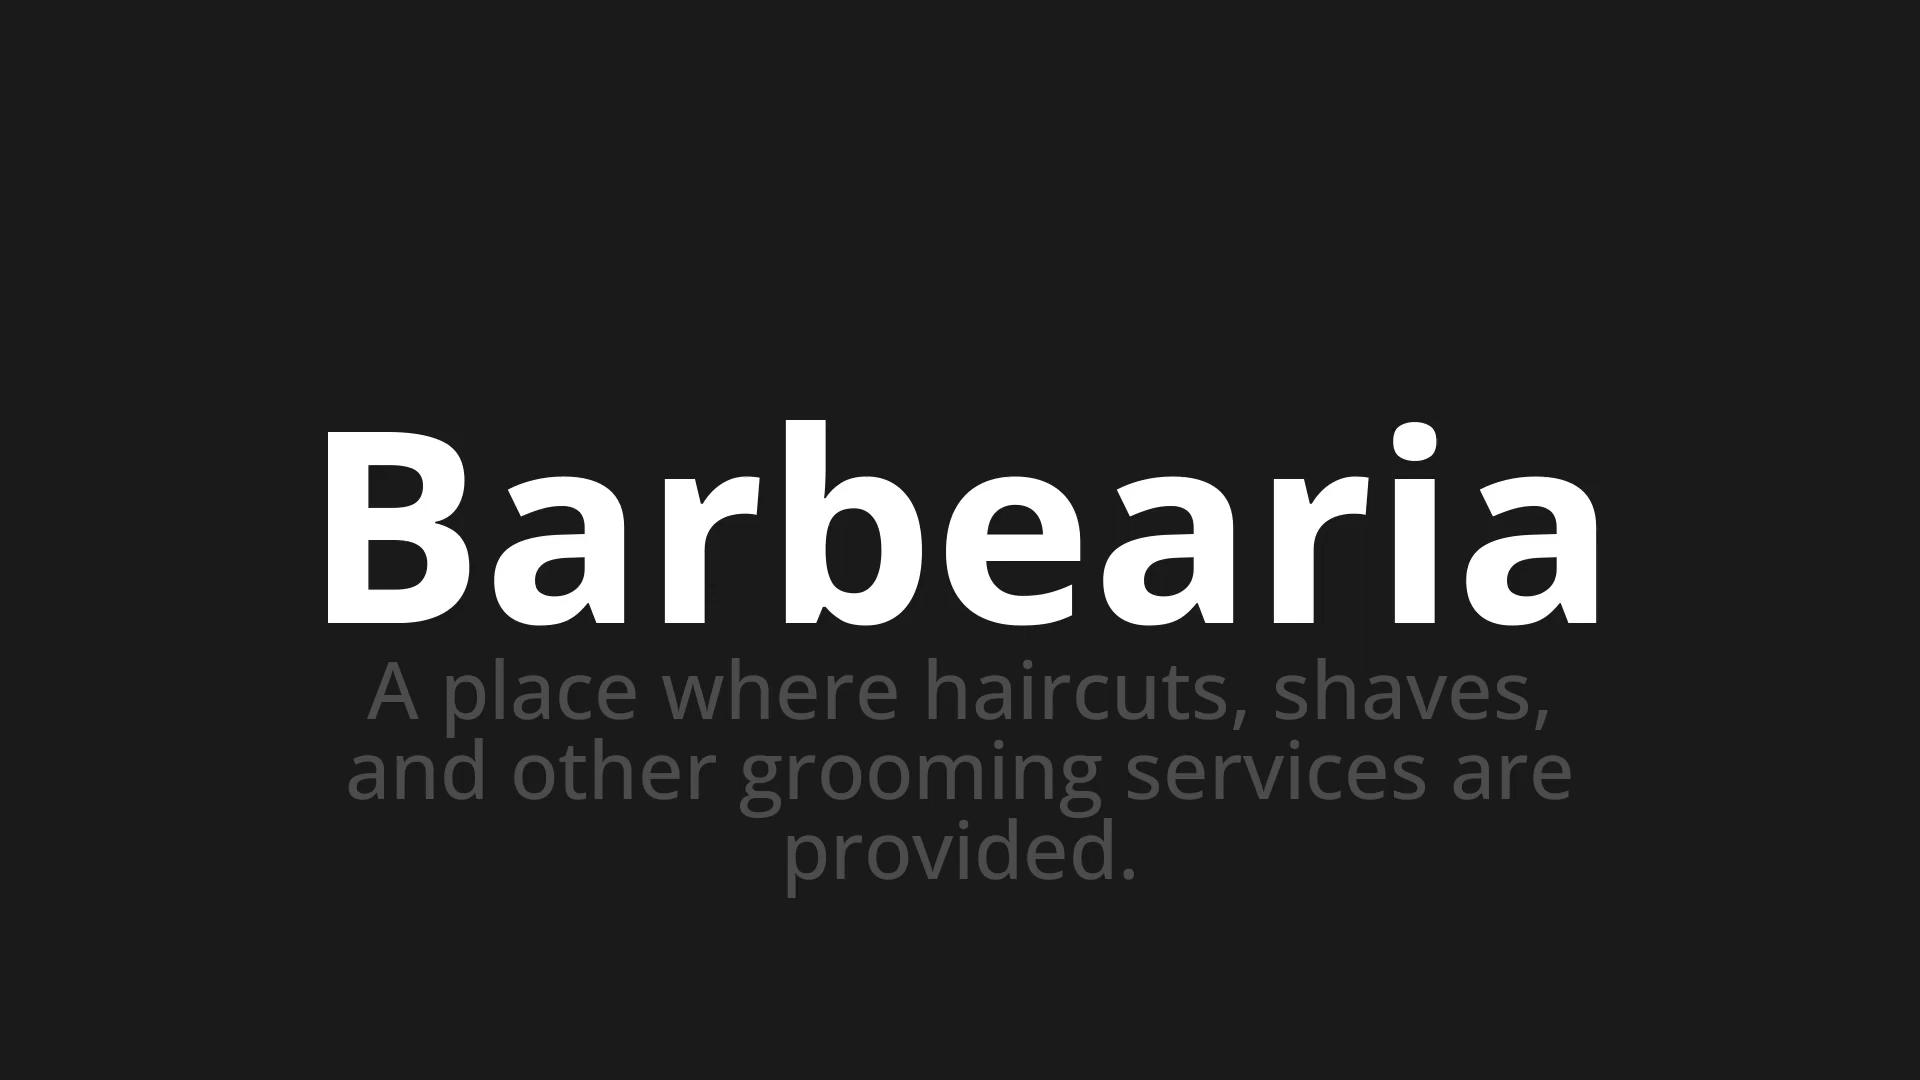 Barbearia
A place where haircuts, shaves,
and other grooming services are
provided.